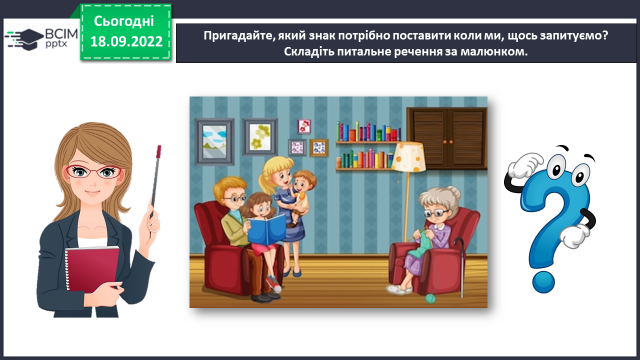 BCIM
pptx
Сьогодні
18.09.2022
Пригадайте, який знак потрібно поставити коли ми, щось запитуємо?
Складіть питальне речення за малюнком.